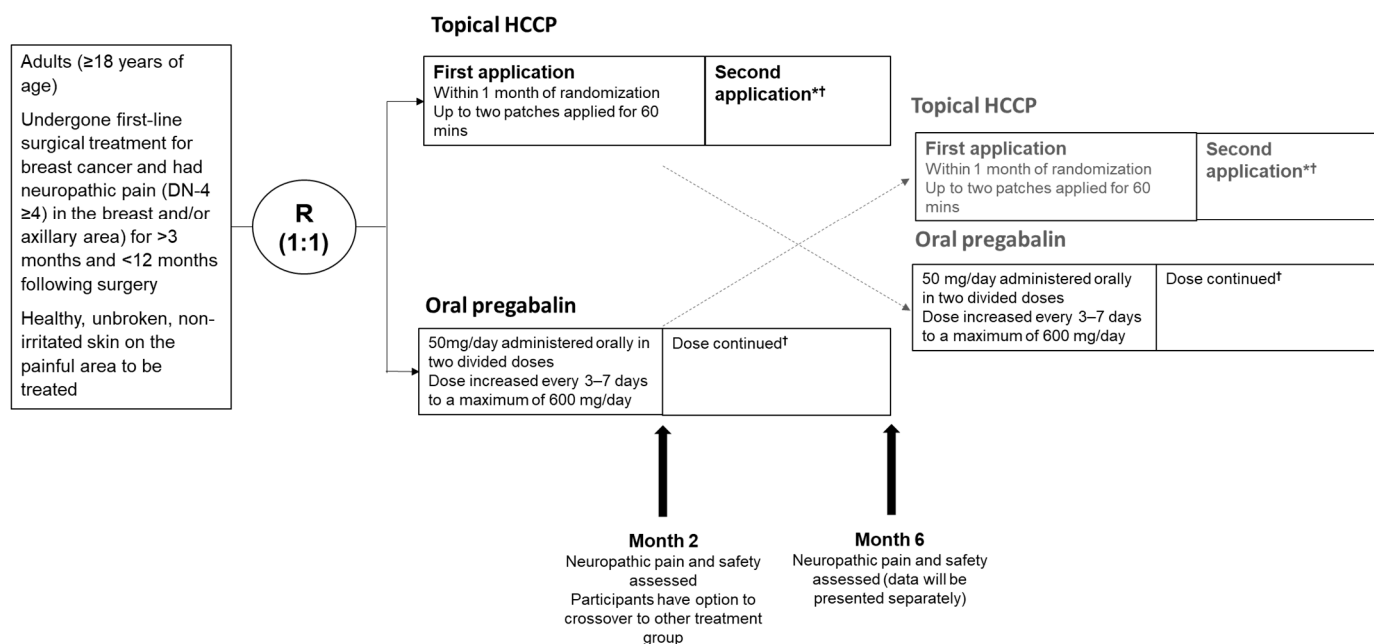 Adults (≥18 years of
age)
Undergone first-line
surgical treatment for
breast cancer and had
neuropathic pain (DN-4
≥4) in the breast and/or
axillary area) for >3
months and <12 months
following surgery
Healthy, unbroken, non-
irritated skin on the
painful area to be
treated
R
(1:1)
Topical HCCP
First application
Within 1 month of randomization
Up to two patches applied for 60
mins
Second
application*†
Oral pregabalin
50mg/day administered orally in
two divided doses
Dose increased every 3–7 days
to a maximum of 600 mg/day
Dose continued†
Topical HCCP
First application
Within 1 month of randomization
Up to two patches applied for 60
mins
Second
application*†
Oral pregabalin
50 mg/day administered orally
in two divided doses
Dose increased every 3–7 days
to a maximum of 600 mg/day
Dose continued†
Month 2
Neuropathic pain and safety
assessed
Participants have option to
crossover to other treatment
group
Month 6
Neuropathic pain and safety
assessed (data will be
presented separately)